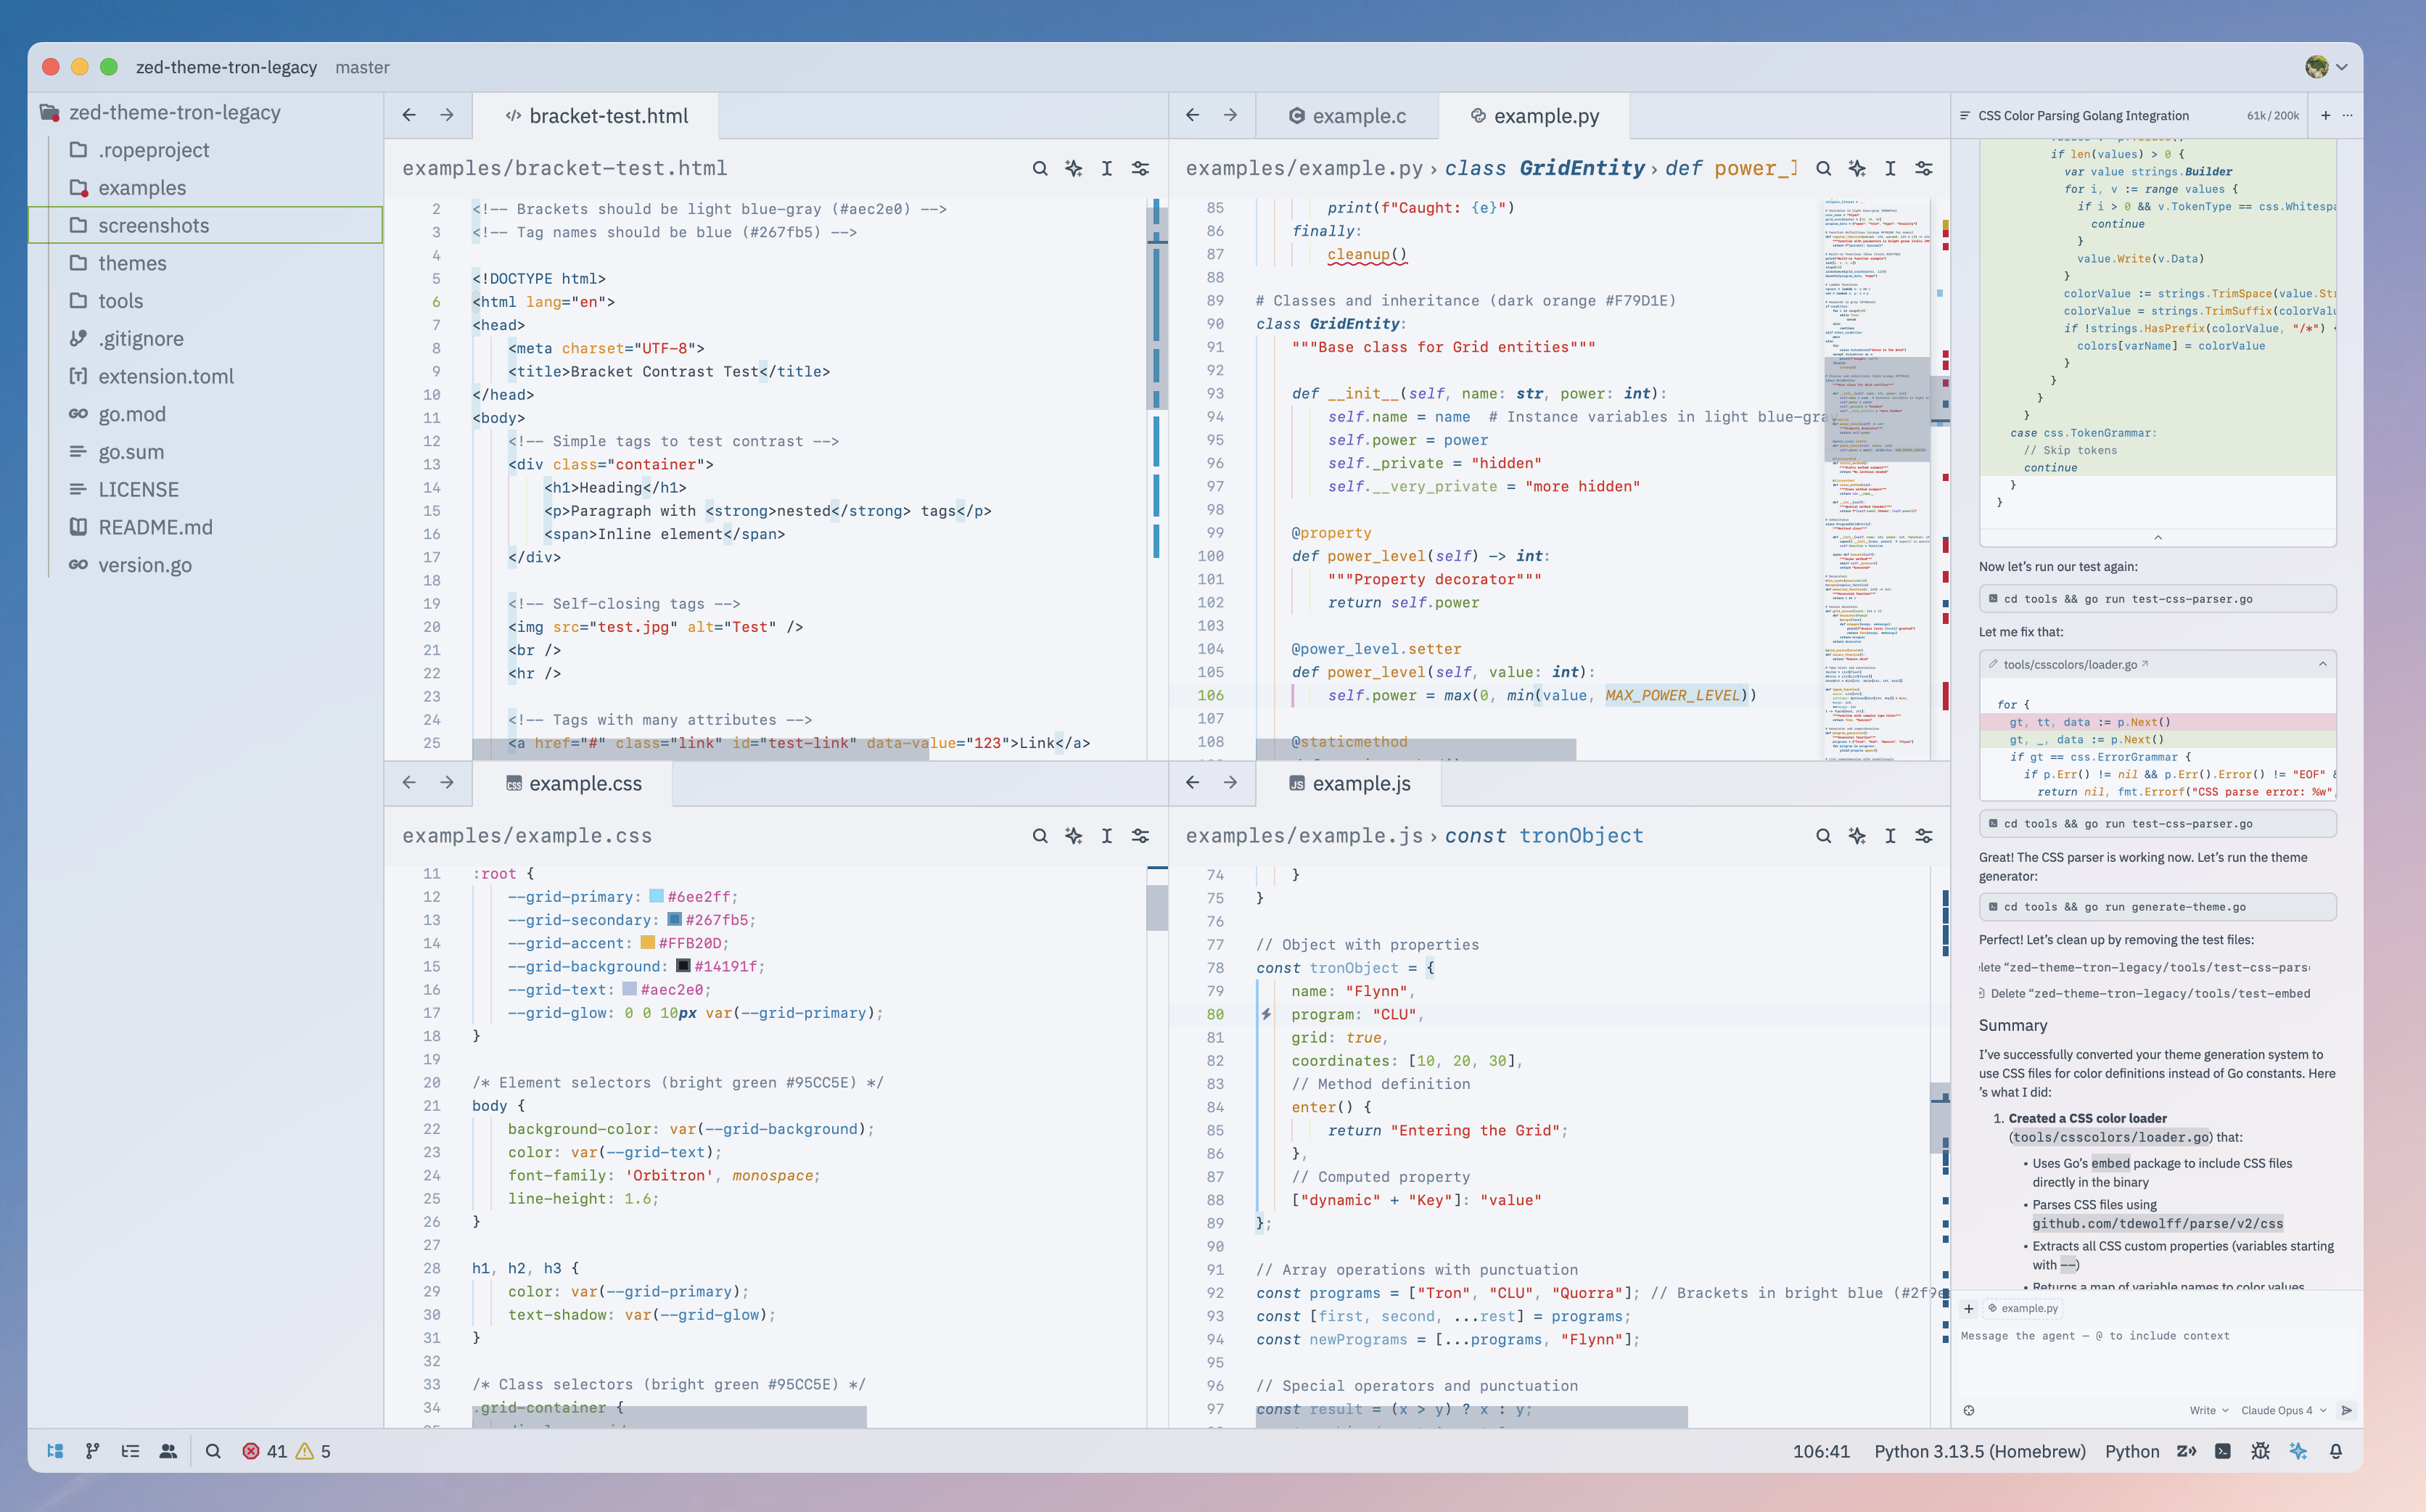 zed-theme-tron-legacy master
zed-theme-tron-legacy
.ropeproject
examples
screenshots
themes
tools
.gitignore
extension.toml
go.mod
go.sum
LICENSE
README.md
version.go
bracket-test.html
examples/bracket-test.html
2 <!-- Brackets should be light blue-gray (#aec2e0) -->
3 <!-- Tag names should be blue (#267fb5) -->
4
5 <!DOCTYPE html>
6 <html lang="en">
7 <head>
8 <meta charset="UTF-8">
9 <title>Bracket Contrast Test</title>
10 </head>
11 <body>
12 <!-- Simple tags to test contrast -->
13 <div class="container">
14 <h1>Heading</h1>
15 <p>Paragraph with <strong>nested</strong> tags</p>
16 <span>Inline element</span>
17 </div>
18
19 <!-- Self-closing tags -->
20 <img src="test.jpg" alt="Test" />
21 <br />
22 <hr />
23
24 <!-- Tags with many attributes -->
25 <a href="#" class="link" id="test-link" data-value="123">Link</a>
example.c example.py
examples/example.py › class GridEntity › def power_l
85 print(f"Caught: {e}")
86 finally:
87 cleanup()
88
89 # Classes and inheritance (dark orange #F79D1E)
90 class GridEntity:
91 """Base class for Grid entities"""
92
93 def __init__(self, name: str, power: int):
94 self.name = name # Instance variables in light blue-gray
95 self.power = power
96 self._private = "hidden"
97 self.__very_private = "more hidden"
98
99 @property
100 def power_level(self) -> int:
101 """Property decorator"""
102 return self.power
103
104 @power_level.setter
105 def power_level(self, value: int):
106 self.power = max(0, min(value, MAX_POWER_LEVEL))
107
108 @staticmethod
example.css
examples/example.css
11 :root {
12 --grid-primary: #6ee2ff;
13 --grid-secondary: #267fb5;
14 --grid-accent: #FFB20D;
15 --grid-background: #14191f;
16 --grid-text: #aec2e0;
17 --grid-glow: 0 0 10px var(--grid-primary);
18 }
19
20 /* Element selectors (bright green #95CC5E) */
21 body {
22 background-color: var(--grid-background);
23 color: var(--grid-text);
24 font-family: 'Orbitron', monospace;
25 line-height: 1.6;
26 }
27
28 h1, h2, h3 {
29 color: var(--grid-primary);
30 text-shadow: var(--grid-glow);
31 }
32
33 /* Class selectors (bright green #95CC5E) */
34 .grid-container {
example.js
examples/example.js › const tronObject
74 }
75 }
76
77 // Object with properties
78 const tronObject = {
79 name: "Flynn",
80 program: "CLU",
81 grid: true,
82 coordinates: [10, 20, 30],
83 // Method definition
84 enter() {
85 return "Entering the Grid";
86 },
87 // Computed property
88 ["dynamic" + "Key"]: "value"
89 };
90
91 // Array operations with punctuation
92 const programs = ["Tron", "CLU", "Quorra"]; // Brackets in bright blue (#2f9e
93 const [first, second, ...rest] = programs;
94 const newPrograms = [...programs, "Flynn"];
95
96 // Special operators and punctuation
97 const result = (x > y) ? x : y;
CSS Color Parsing Golang Integration 61k / 200k
if len(values) > 0 {
var value strings.Builder
for i, v := range values {
if i > 0 && v.TokenType == css.Whitespa
continue
}
value.Write(v.Data)
}
colorValue := strings.TrimSpace(value.Str
colorValue = strings.TrimSuffix(colorValu
if !strings.HasPrefix(colorValue, "/*")
colors[varName] = colorValue
}
}
}
}
case css.TokenGrammar:
// Skip tokens
continue
}
}
Now let's run our test again:
cd tools && go run test-css-parser.go
Let me fix that:
tools/csscolors/loader.go
for {
gt, tt, data := p.Next()
gt, _, data := p.Next()
if gt == css.ErrorGrammar {
if p.Err() != nil && p.Err().Error() != "EOF" &
return nil, fmt.Errorf("CSS parse error: %w",
cd tools && go run test-css-parser.go
Great! The CSS parser is working now. Let's run the theme
generator:
cd tools && go run generate-theme.go
Perfect! Let's clean up by removing the test files:
lete “zed-theme-tron-legacy/tools/test-css-pars
Delete “zed-theme-tron-legacy/tools/test-embed
Summary
I've successfully converted your theme generation system to
use CSS files for color definitions instead of Go constants. Here
's what I did:
1. Created a CSS color loader
(tools/csscolors/loader.go) that:
• Uses Go's embed package to include CSS files
directly in the binary
• Parses CSS files using
github.com/tdewolff/parse/v2/css
• Extracts all CSS custom properties (variables starting
with --)
• Returns a map of variable names to color values
example.py
Message the agent — @ to include context
Write Claude Opus 4
41 5
106:41 Python 3.13.5 (Homebrew) Python